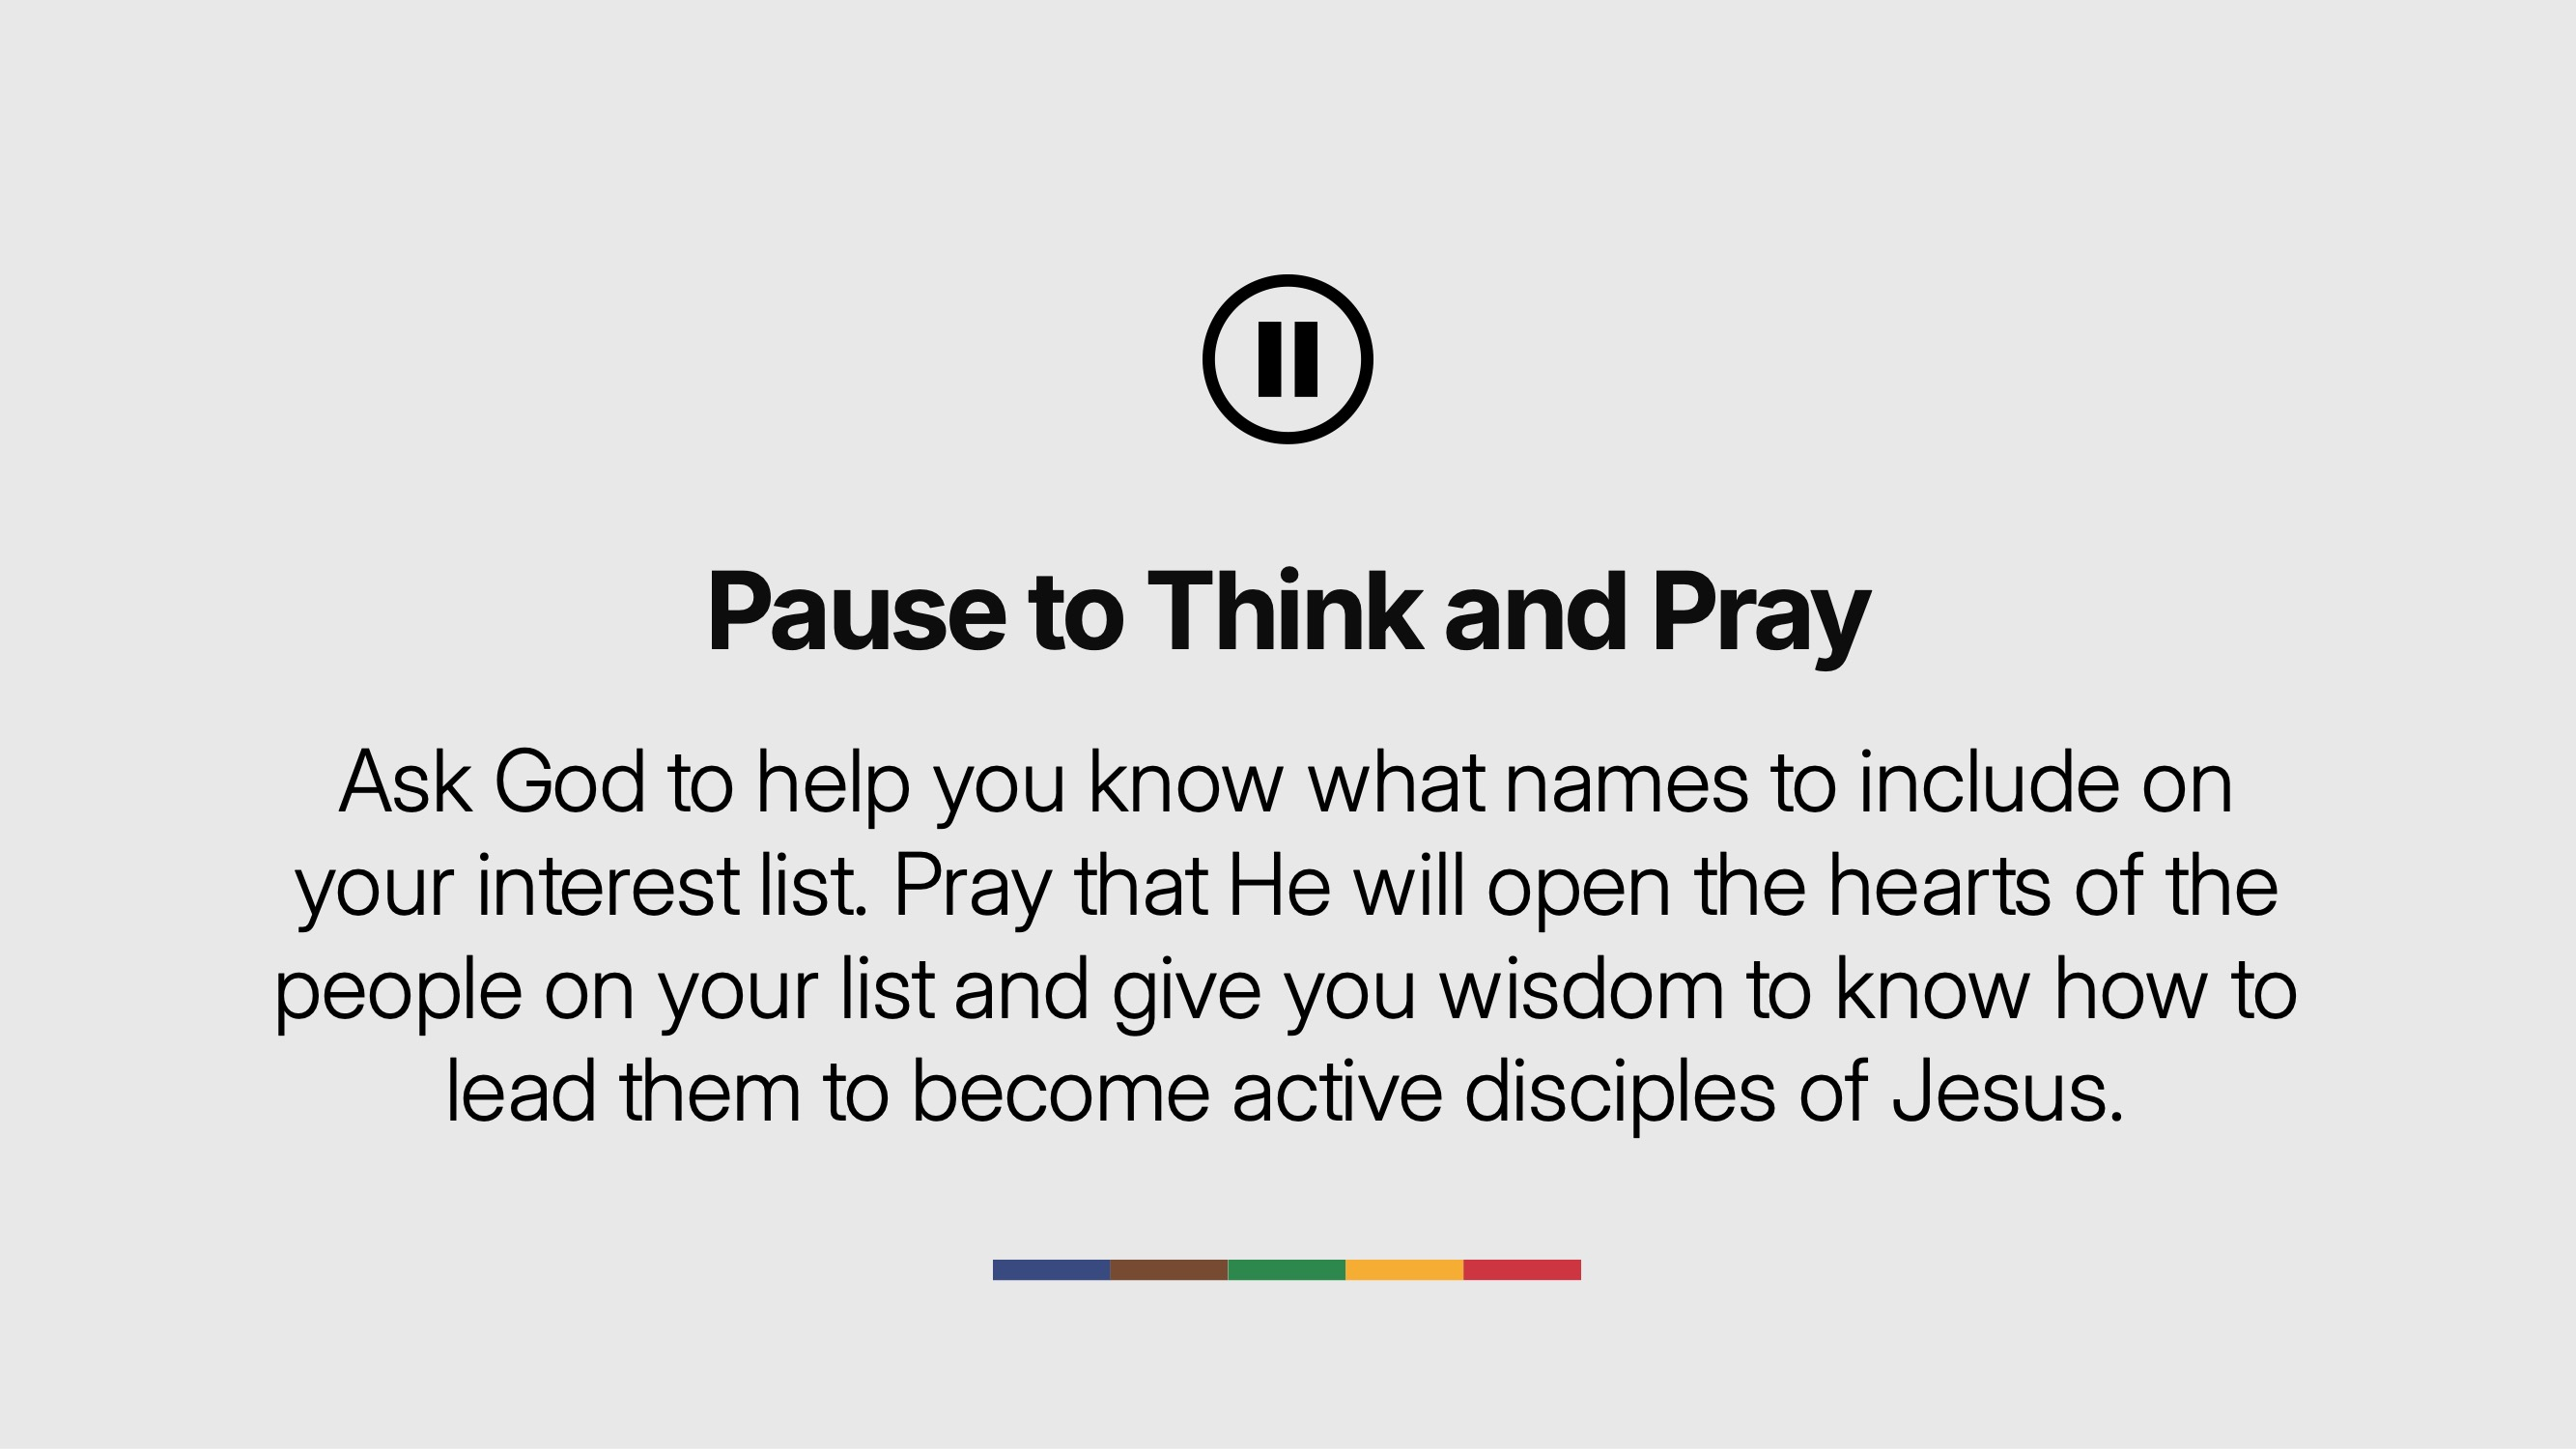 Pause to Think and Pray
Ask God to help you know what names to include on
your interest list. Pray that He will open the hearts of the
people on your list and give you wisdom to know how to
lead them to become active disciples of Jesus.